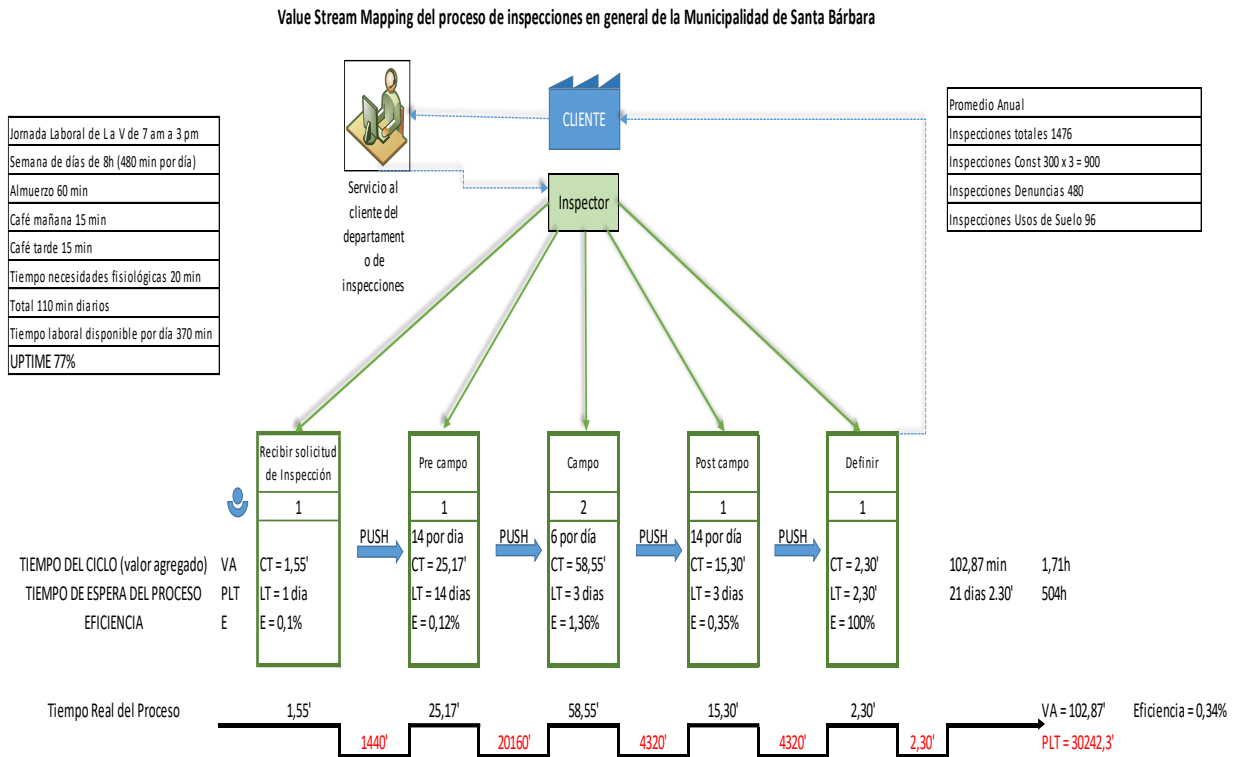 Value Stream Mapping del proceso de inspecciones en general de la Municipalidad de Santa Bárbara
Jornada Laboral de L a V de 7 am a 3 pm
Semana de días de 8h (480 min por día)
Almuerzo 60 min
Café mañana 15 min
Café tarde 15 min
Tiempo necesidades fisiológicas 20 min
Total 110 min diarios
Tiempo laboral disponible por día 370 min
UPTIME 77%
Servicio al
cliente del
departament
o de
inspecciones
CLIENTE
Inspector
Promedio Anual
Inspecciones totales 1476
Inspecciones Const 300 x 3 = 900
Inspecciones Denuncias 480
Inspecciones Usos de Suelo 96
Recibir solicitud
de Inspección
Pre campo
Campo
Post campo
Definir
1
1
2
1
1
PUSH
14 por dia
PUSH
6 por día
PUSH
14 por día
PUSH
TIEMPO DEL CICLO (valor agregado) VA CT = 1,55' CT = 25,17' CT = 58,55' CT = 15,30' CT = 2,30' 102,87 min 1,71h
TIEMPO DE ESPERA DEL PROCESO PLT LT = 1 dia LT = 14 dias LT = 3 dias LT = 3 dias LT = 2,30' 21 dias 2.30' 504h
EFICIENCIA E E = 0,1% E = 0,12% E = 1,36% E = 0,35% E = 100%
Tiempo Real del Proceso 1,55' 25,17' 58,55' 15,30' 2,30' VA = 102,87' Eficiencia = 0,34%
1440' 20160' 4320' 4320' 2,30' PLT = 30242,3'